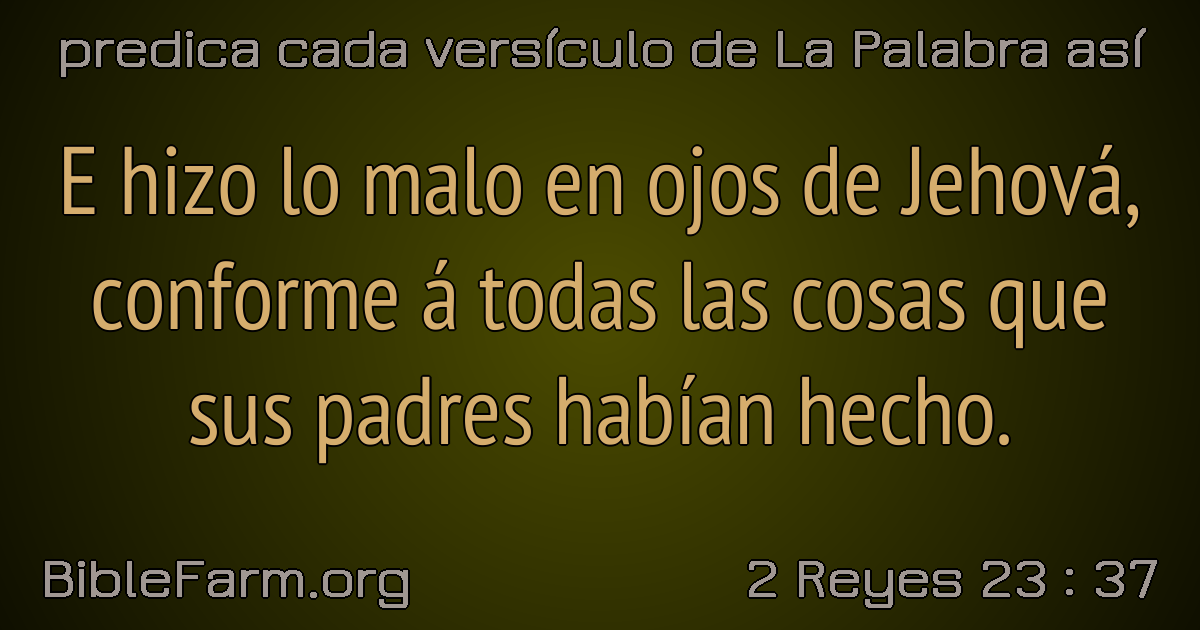 predica cada versículo de La Palabra así
E hizo lo malo en ojos de Jehová,
conforme á todas las cosas que
sus padres habían hecho.
BibleFarm.org
2 Reyes 23 : 37